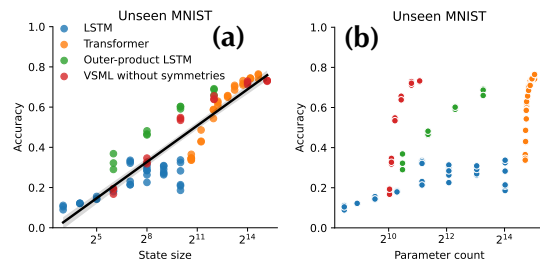 Unseen MNIST
(a)
LSTM
Transformer
Outer-product LSTM
VSML without symmetries
Accuracy
1.0
0.8
0.6
0.4
0.2
0.0
2^5
2^8
2^11
2^14
State size
Unseen MNIST
(b)
Accuracy
1.0
0.8
0.6
0.4
0.2
0.0
2^10
2^12
2^14
Parameter count